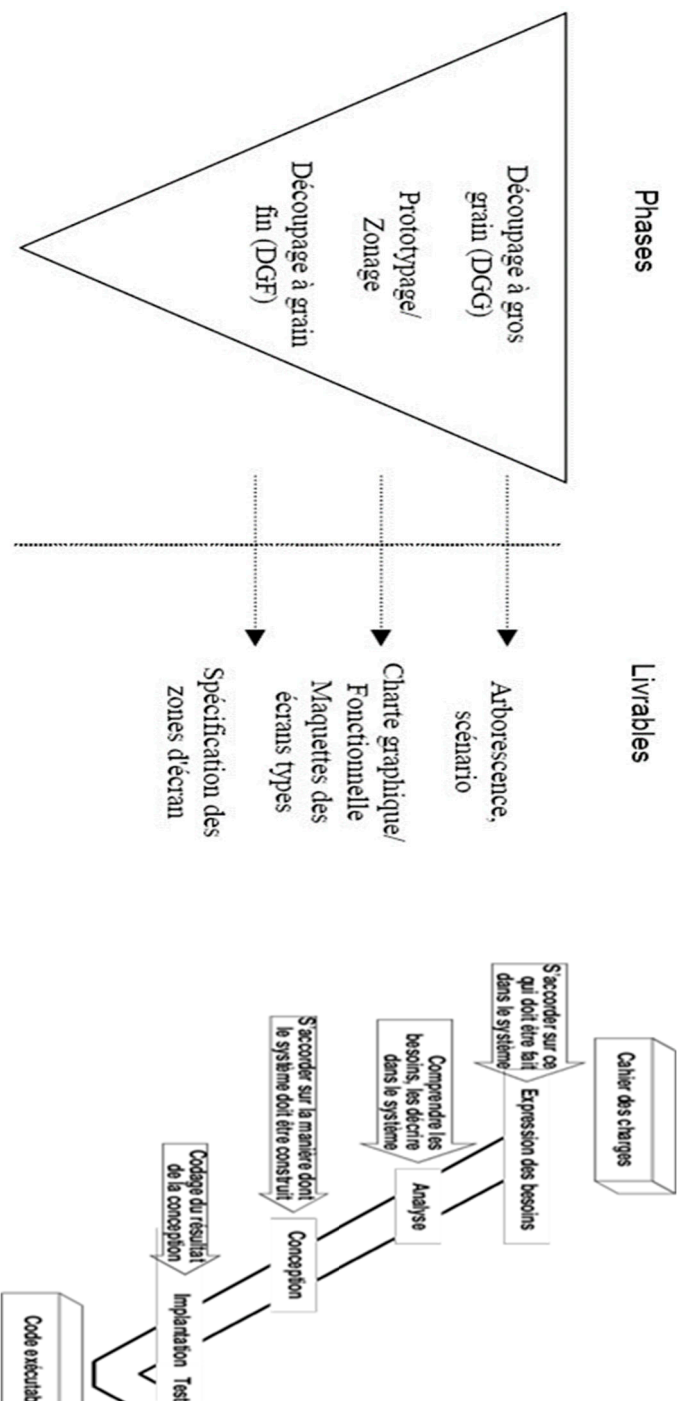 Phases
Livrables
Découpage à gros
grain (DGG)
Prototypage/
Zonage
Découpage à grain
fin (DGF)
Arborescence,
scénario
Charte graphique/
Fonctionnelle
Maquettes des
écrans types
Spécification des
zones d'écran
Cahier des charges
S'accorder sur ce
qui doit être fait
dans le système
Expression des besoins
Comprendre les
besoins, les décrire
dans le système
Analyse
S'accorder sur la manière dont
le système doit être construit
Conception
Codage du résultat
de la conception
Implantation Test
Code exécutab